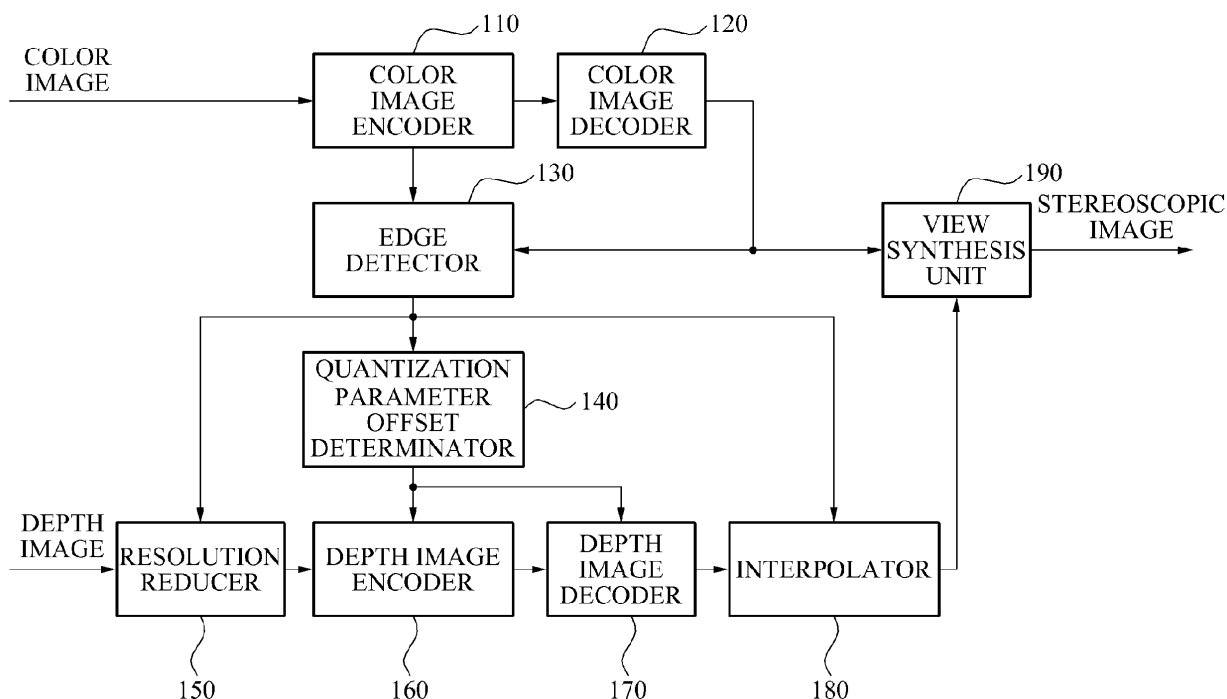 110
120
COLOR
IMAGE
COLOR
IMAGE
ENCODER
COLOR
IMAGE
DECODER
130
190
EDGE
DETECTOR
VIEW
SYNTHESIS
UNIT
STEREOSCOPIC
IMAGE
QUANTIZATION
PARAMETER
OFFSET
DETERMINATOR
140
DEPTH
IMAGE
RESOLUTION
REDUCER
DEPTH IMAGE
ENCODER
DEPTH
IMAGE
DECODER
INTERPOLATOR
150
160
170
180